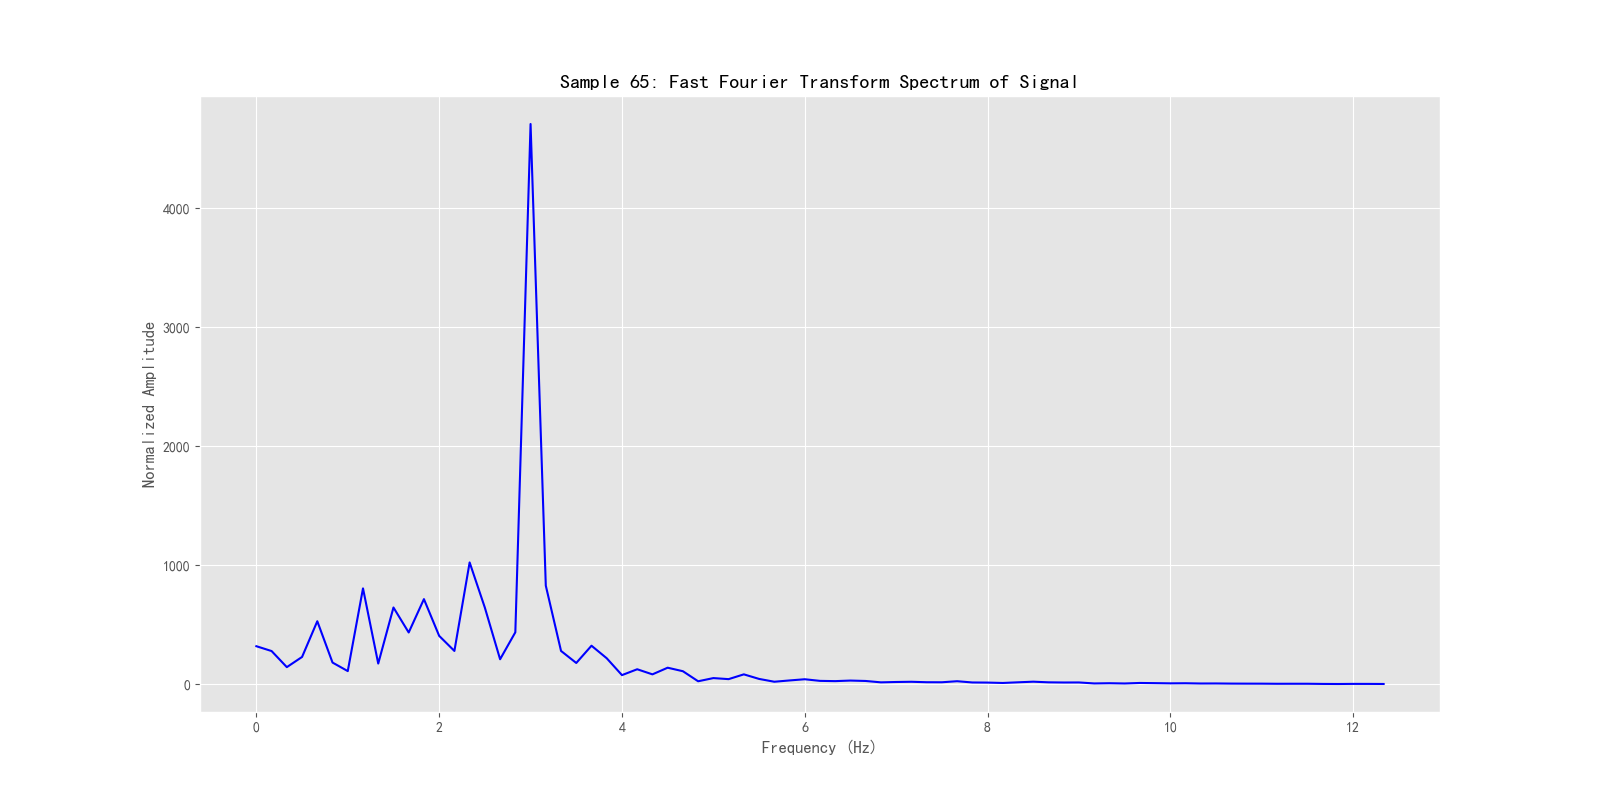 Sample 65: Fast Fourier Transform Spectrum of Signal
Normalized Amplitude
4000
3000
2000
1000
0
0 2 4 6 8 10 12
Frequency (Hz)